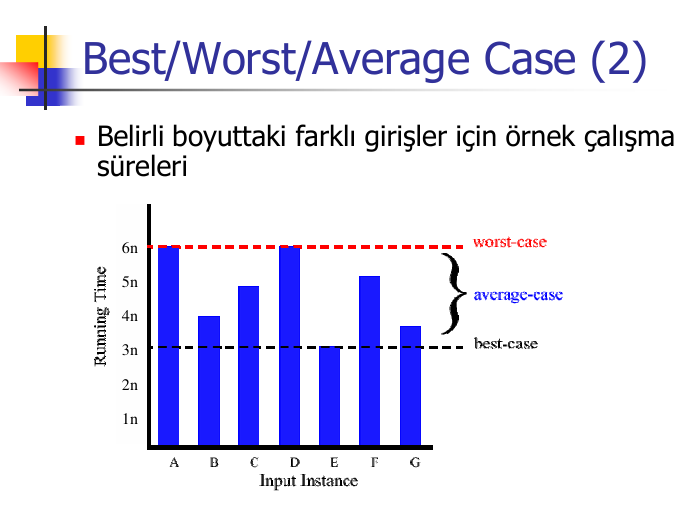 Best/Worst/Average Case (2)
Belirli boyuttaki farklı girişler için örnek çalışma
süreleri
6n
5n
4n
3n
2n
1n
Running Time
worst-case
average-case
best-case
A B C D E F G
Input Instance